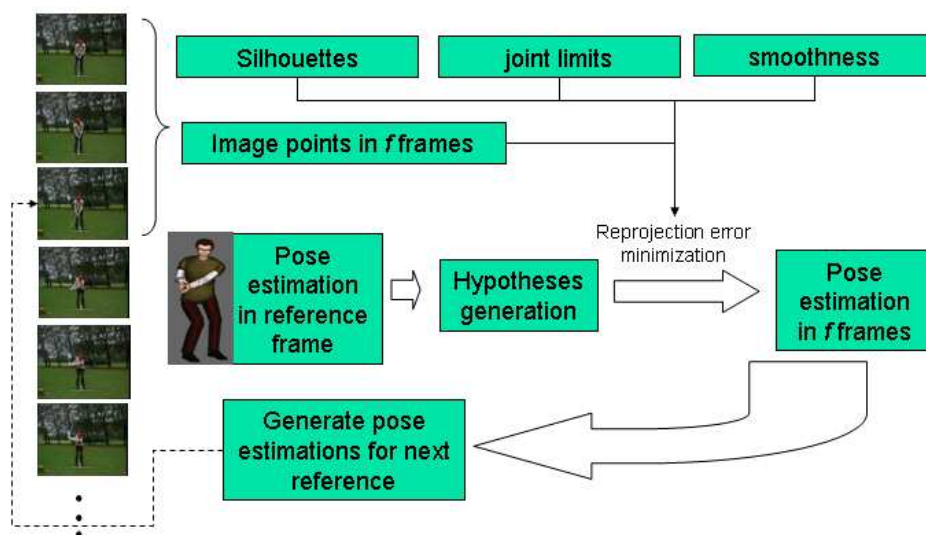 Silhouettes
joint limits
smoothness
Image points in f frames
Reprojection error
minimization
Pose
estimation
in reference
frame
Hypotheses
generation
Pose
estimation
in f frames
Generate pose
estimations for next
reference